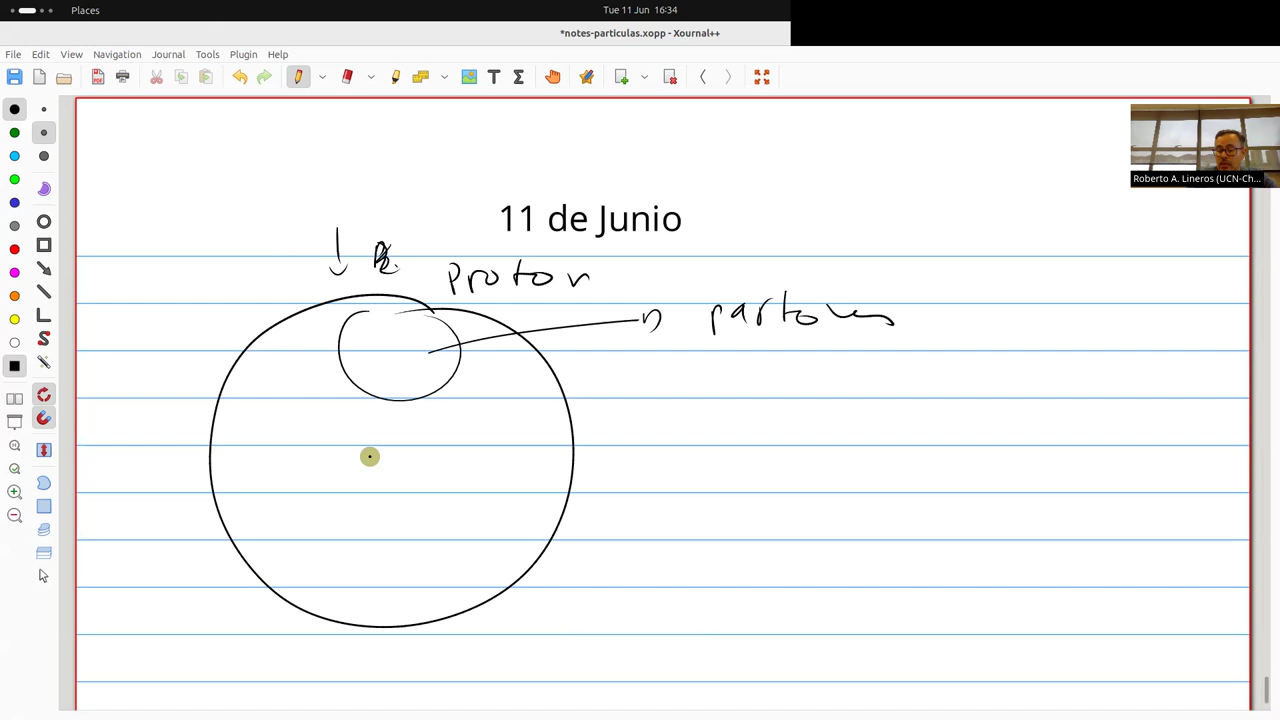 Places
Tue 11 Jun 16:34
*notes-particulas.xopp - Xournal++
File Edit View Navigation Journal Tools Plugin Help
Roberto A. Lineros (UCN-Ch...
11 de Junio
Proton
partones